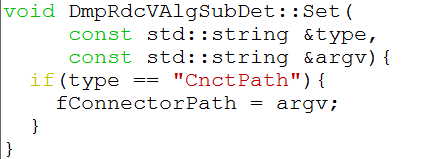 void DmpRdcVAlgSubDet::Set(
     const std::string &type,
     const std::string &argv){
  if(type == "CnctPath"){
    fConnectorPath = argv;
  }
}